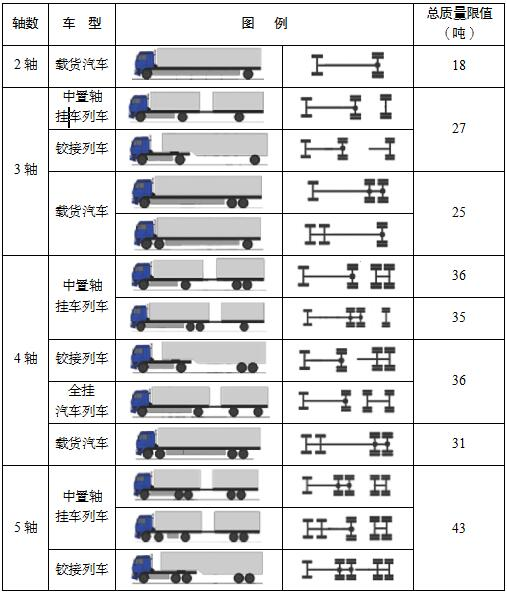 轴数 车 型 图 例 总质量限值
（吨）
2轴 载货汽车 18
3轴 中置轴
挂车列车 27
铰接列车
载货汽车 25
4轴 中置轴
挂车列车 36
35
铰接列车 36
全挂
汽车列车
载货汽车 31
5轴 中置轴
挂车列车 43
铰接列车